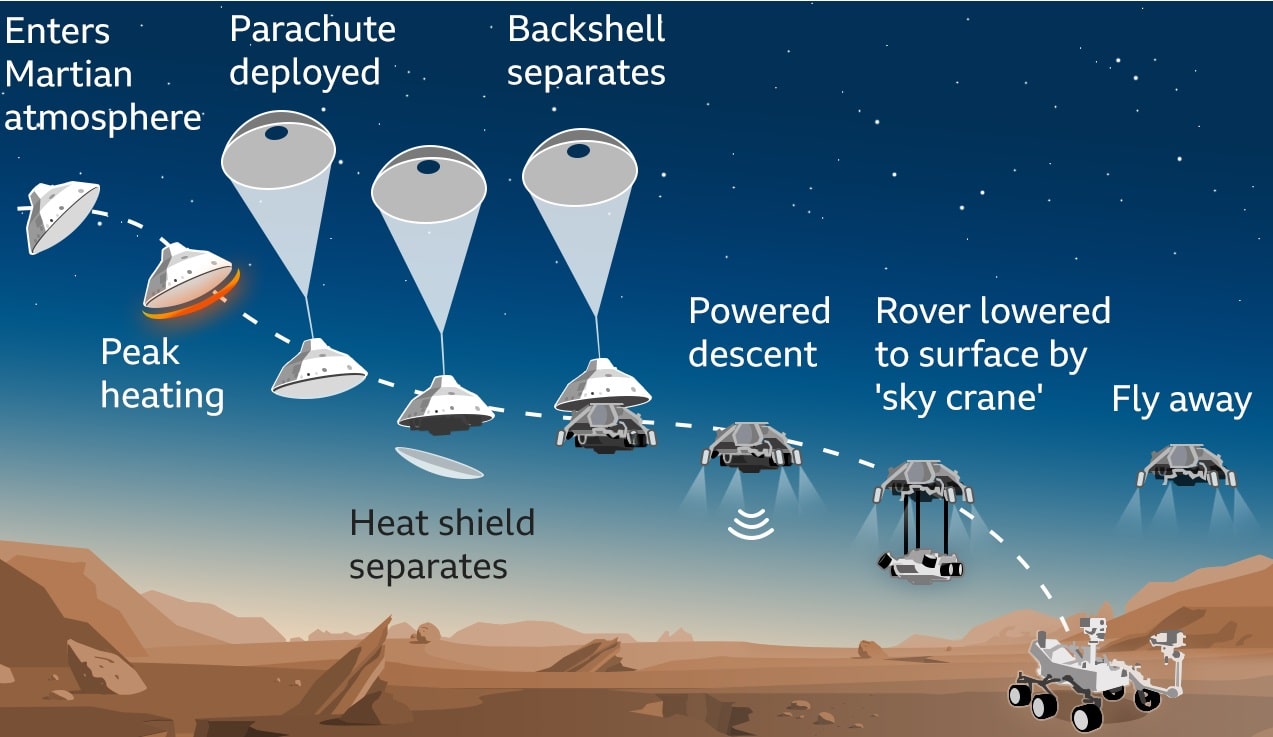 Enters
Martian
atmosphere
Parachute
deployed
Backshell
separates
Peak
heating
Heat shield
separates
Powered
descent
Rover lowered
to surface by
'sky crane'
Fly away